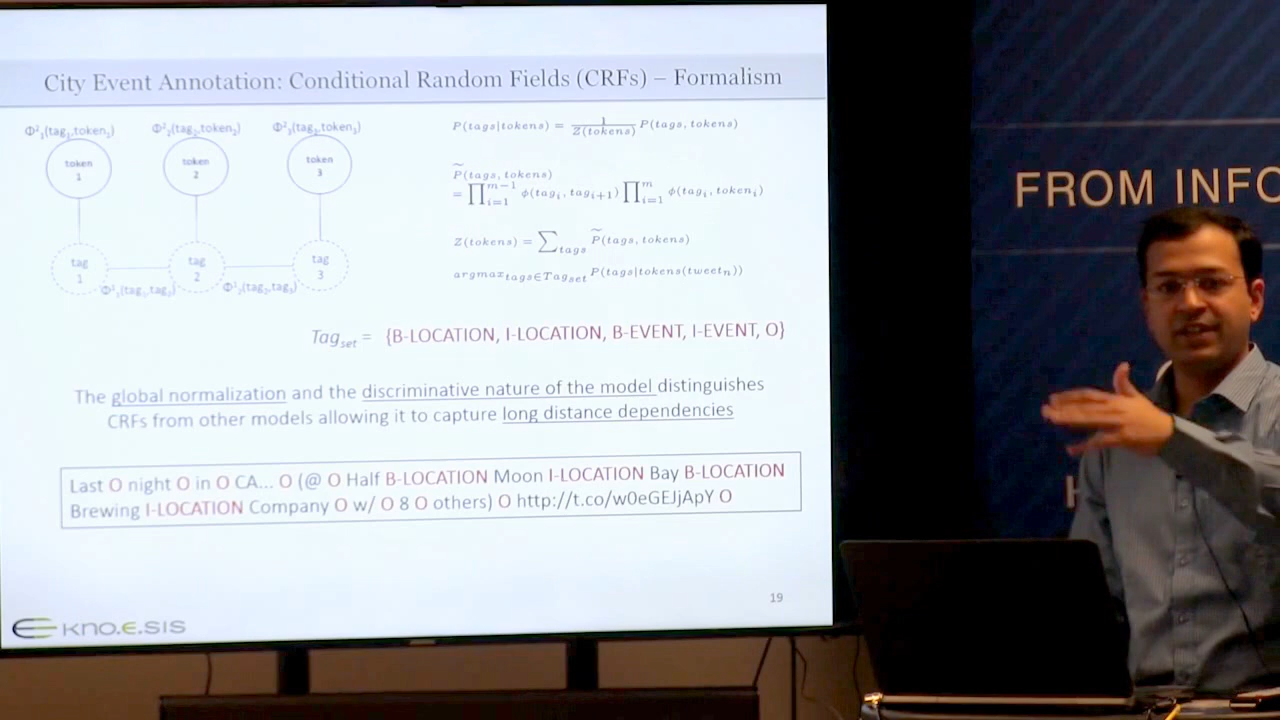 City Event Annotation: Conditional Random Fields (CRFs) – Formalism
Φ²₁(tag₁,token₁) Φ²₂(tag₂,token₂) Φ²₃(tag₃,token₃)
token
1
token
2
token
3
tag
1
tag
2
tag
3
Φ¹₁(tag₁,tag₂) Φ¹₂(tag₂,tag₃)
P(tags|tokens) = 1/Z(tokens) P(tags, tokens)
P̃(tags, tokens)
= ∏ᵢ₌₁ᵐ⁻¹ ϕ(tagᵢ, tagᵢ₊₁) ∏ᵢ₌₁ᵐ ϕ(tagᵢ, tokenᵢ)
Z(tokens) = ∑tags P̃(tags, tokens)
argmax tags∈Tagset P(tags|tokens(tweetₙ))
Tagset = {B-LOCATION, I-LOCATION, B-EVENT, I-EVENT, O}
The global normalization and the discriminative nature of the model distinguishes
CRFs from other models allowing it to capture long distance dependencies
Last O night O in O CA... O (@ O Half B-LOCATION Moon I-LOCATION Bay B-LOCATION
Brewing I-LOCATION Company O w/ O 8 O others) O http://t.co/w0eGEJjApY O
19
kno.e.sis
FROM INFO